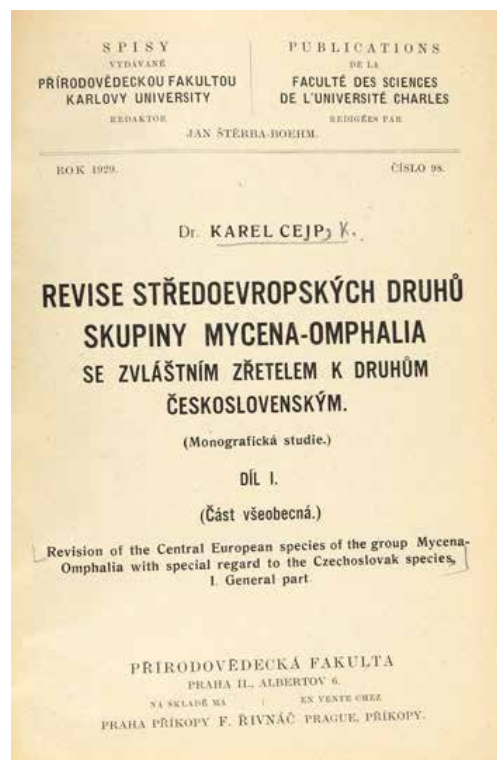 SPISY
VYDÁVANÉ
PŘÍRODOVĚDECKOU FAKULTOU
KARLOVY UNIVERSITY
REDAKTOR
PUBLICATIONS
DE LA
FACULTÉ DES SCIENCES
DE L'UNIVERSITÉ CHARLES
REDIGÉES PAR
JAN ŠTĚRBA-BOEHM.
ROK 1929.
ČÍSLO 98.
Dr. KAREL CEJP, K.
REVISE STŘEDOEVROPSKÝCH DRUHŮ
SKUPINY MYCENA-OMPHALIA
SE ZVLÁŠTNÍM ZŘETELEM K DRUHŮM
ČESKOSLOVENSKÝM.
(Monografická studie.)
DÍL I.
(Část všeobecná.)
Revision of the Central European species of the group Mycena-
Omphalia with special regard to the Czechoslovak species,
I. General part
PŘÍRODOVĚDECKÁ FAKULTA
PRAHA II., ALBERTOV 6.
NA SKLADĚ MA
EN VENTE CHEZ
PRAHA PŘÍKOPY F. ŘIVNÁČ PRAGUE, PŘÍKOPY.